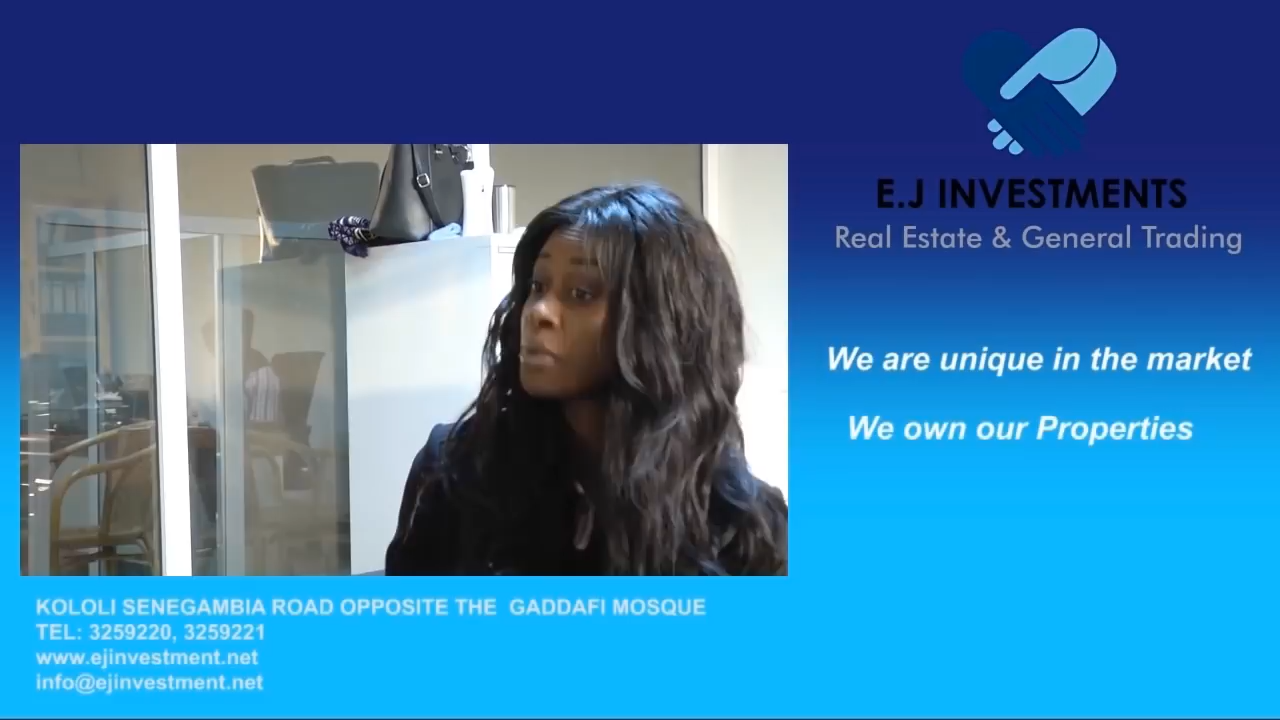 E.J INVESTMENTS
Real Estate & General Trading
We are unique in the market
We own our Properties
KOLOLI SENEGAMBIA ROAD OPPOSITE THE  GADDAFI MOSQUE
TEL: 3259220, 3259221
www.ejinvestment.net
info@ejinvestment.net